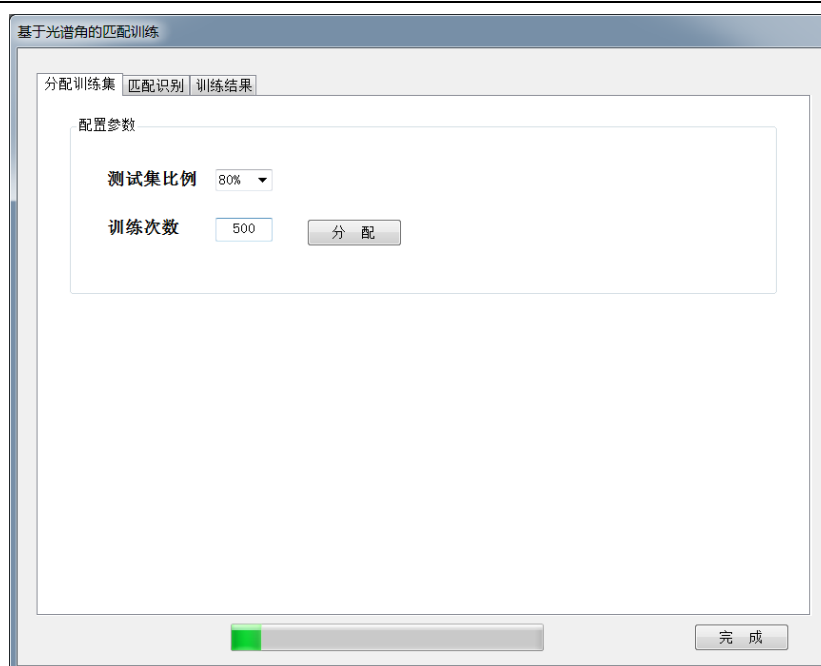 基于光谱角的匹配训练
分配训练集 匹配识别 训练结果
配置参数
测试集比例 80%
训练次数 500 分 配
完 成